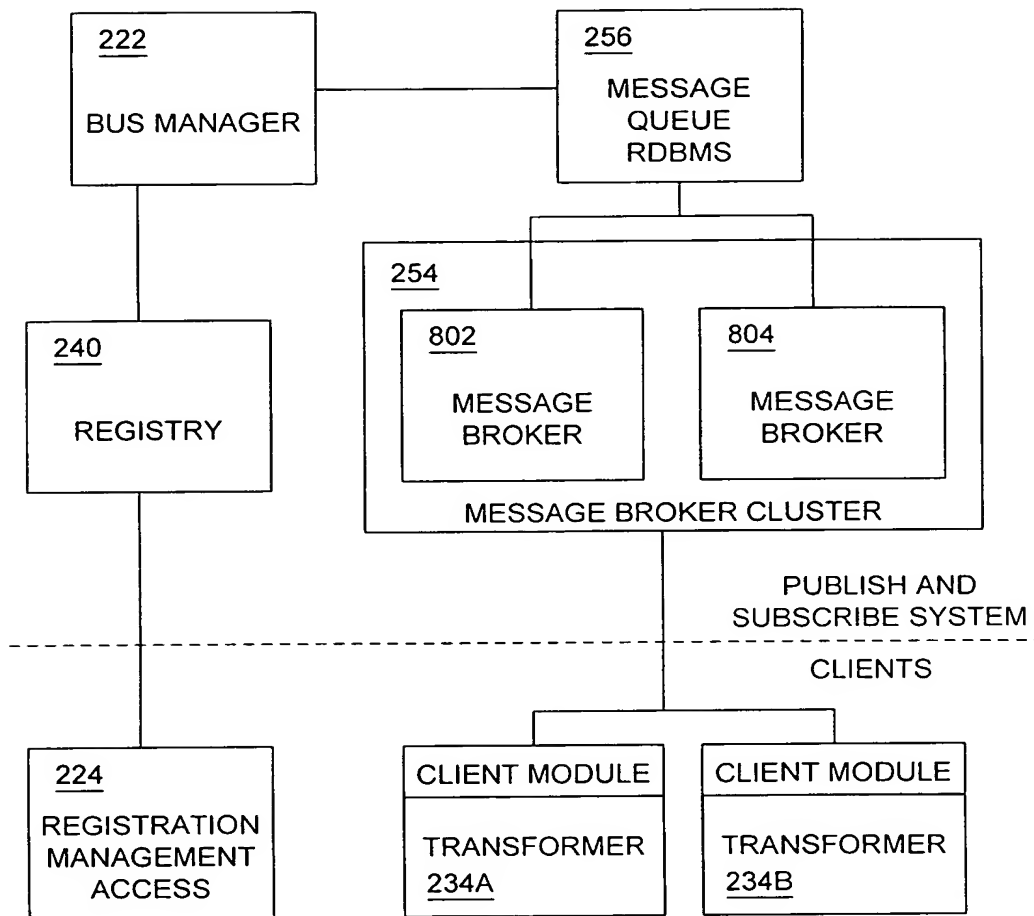 222
BUS MANAGER
256
MESSAGE
QUEUE
RDBMS
254
802
MESSAGE
BROKER
804
MESSAGE
BROKER
MESSAGE BROKER CLUSTER
240
REGISTRY
PUBLISH AND
SUBSCRIBE SYSTEM
CLIENTS
224
REGISTRATION
MANAGEMENT
ACCESS
CLIENT MODULE
TRANSFORMER
234A
CLIENT MODULE
TRANSFORMER
234B